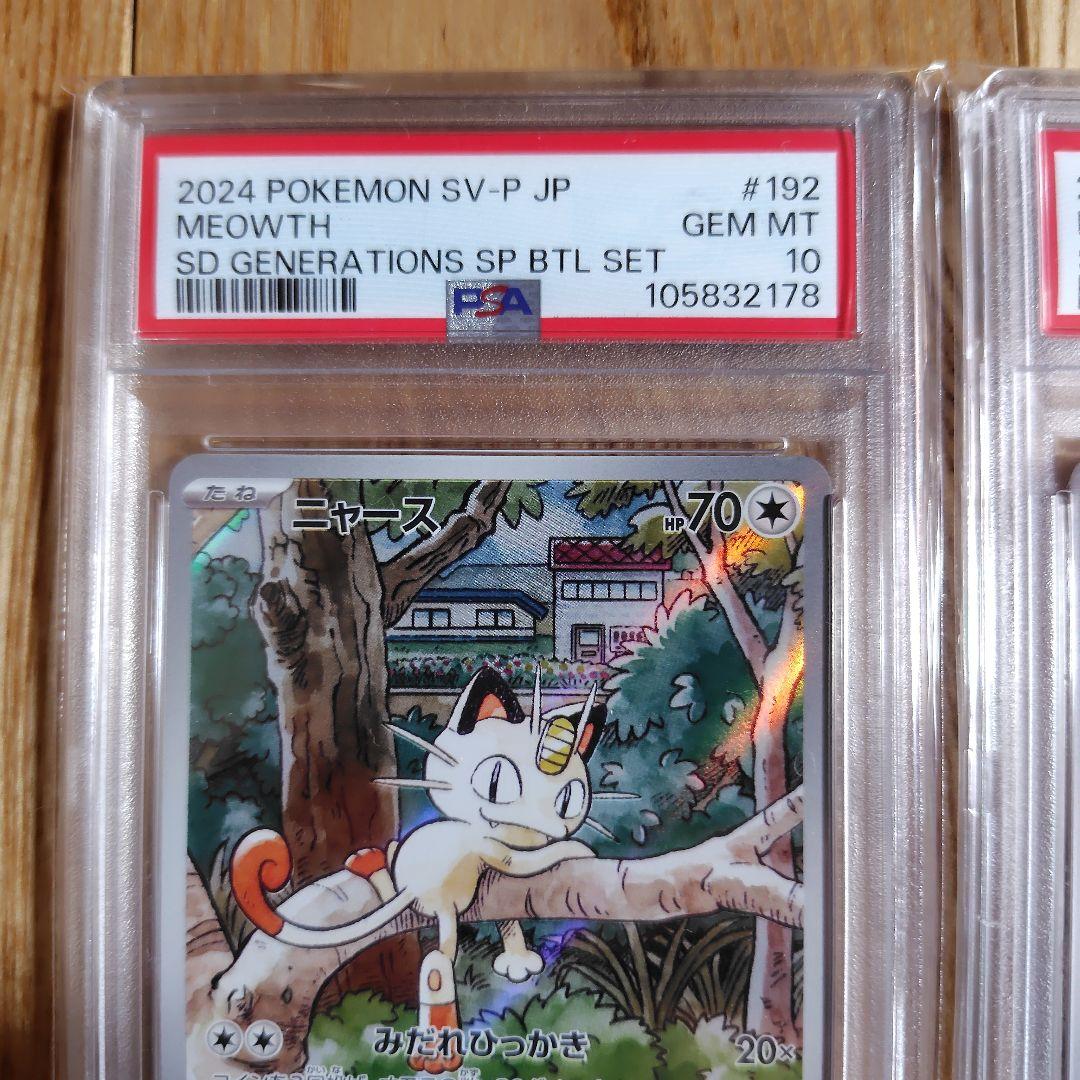 2024 POKEMON SV-P JP #192
MEOWTH GEM MT
SD GENERATIONS SP BTL SET 10
PSA 105832178
たね ニャース HP70
みだれひっかき 20×